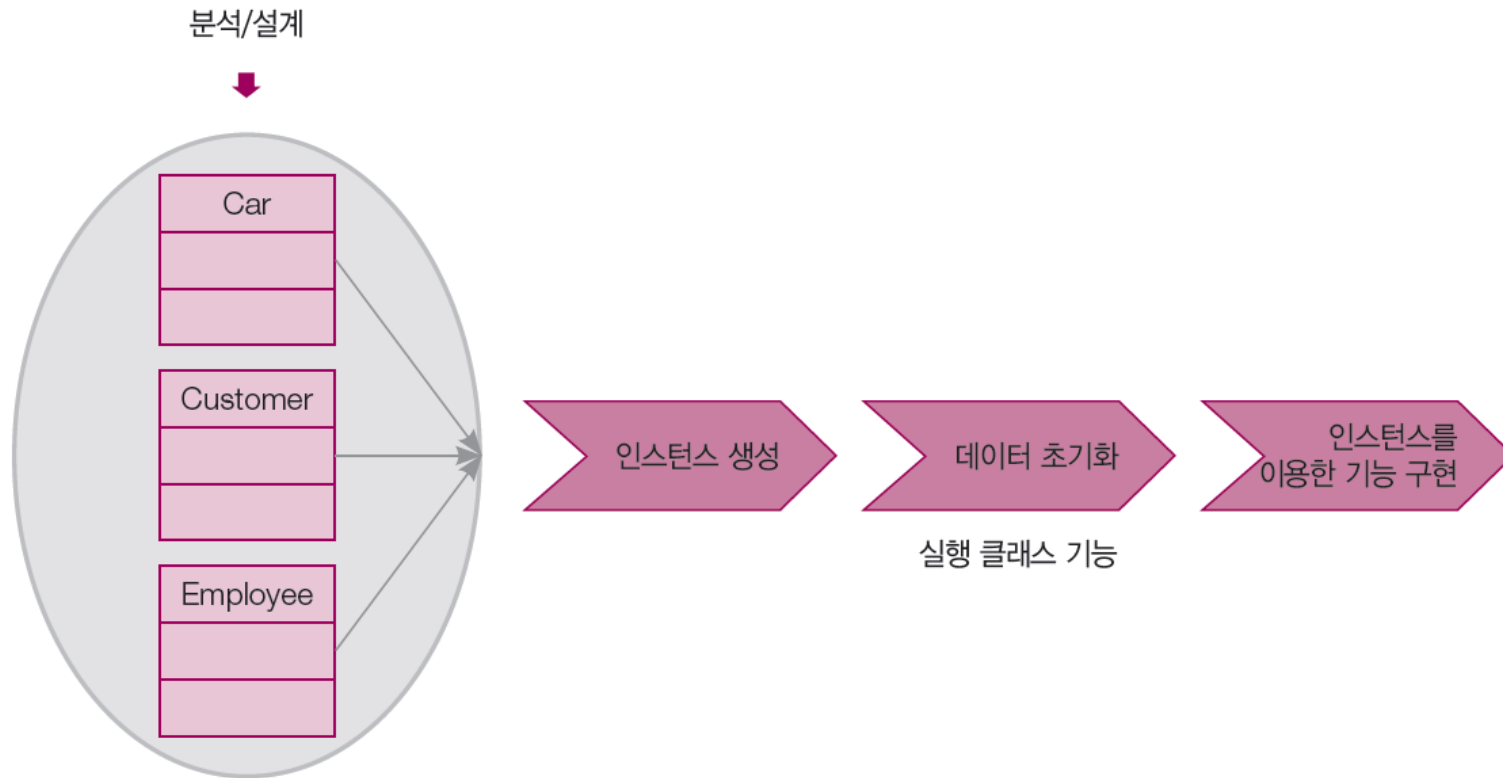 분석/설계
Car
Customer
Employee
인스턴스 생성
데이터 초기화
인스턴스를
이용한 기능 구현
실행 클래스 기능